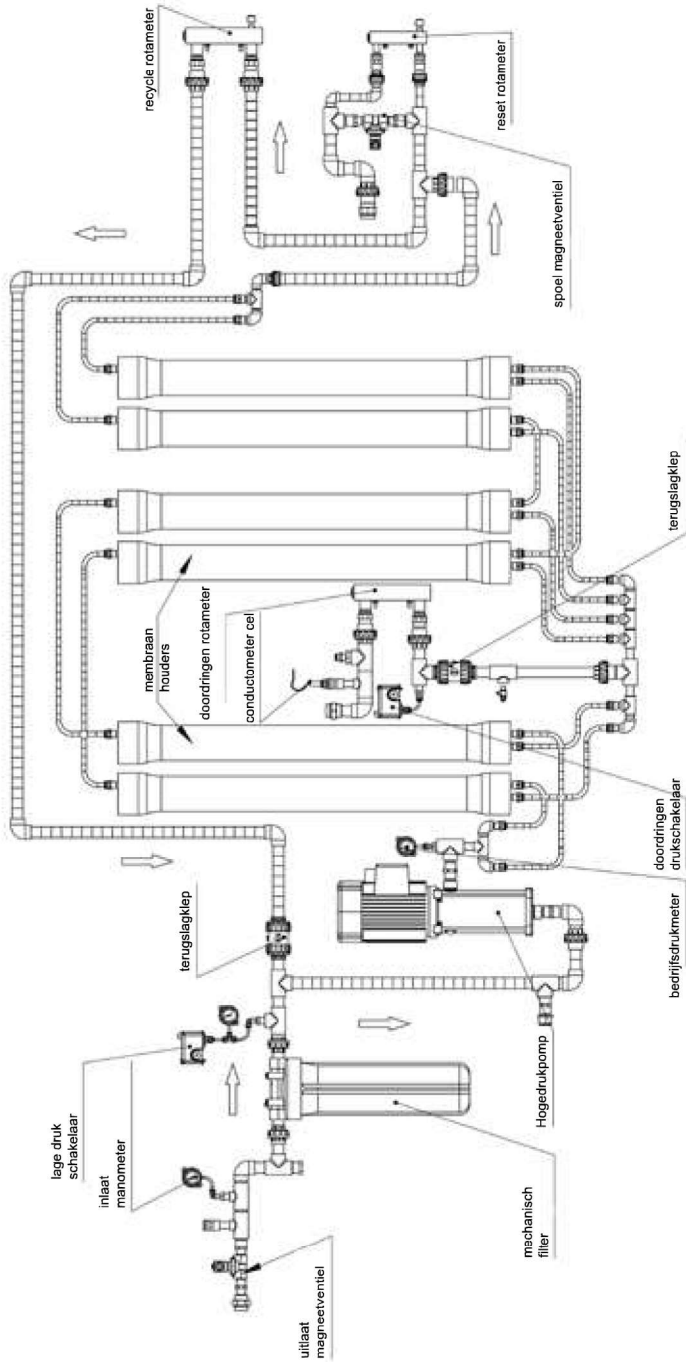 recycle rotameter
reset rotameter
spoel magneetventiel
terugslagklep
membraan
houders
doordringen rotameter
conductometer cel
doordringen
drukschakelaar
bedrijfsdrukmeter
terugslagklep
Hogedrukpomp
lage druk
schakelaar
inlaat
manometer
mechanisch
filter
uitlaat
magneetventiel